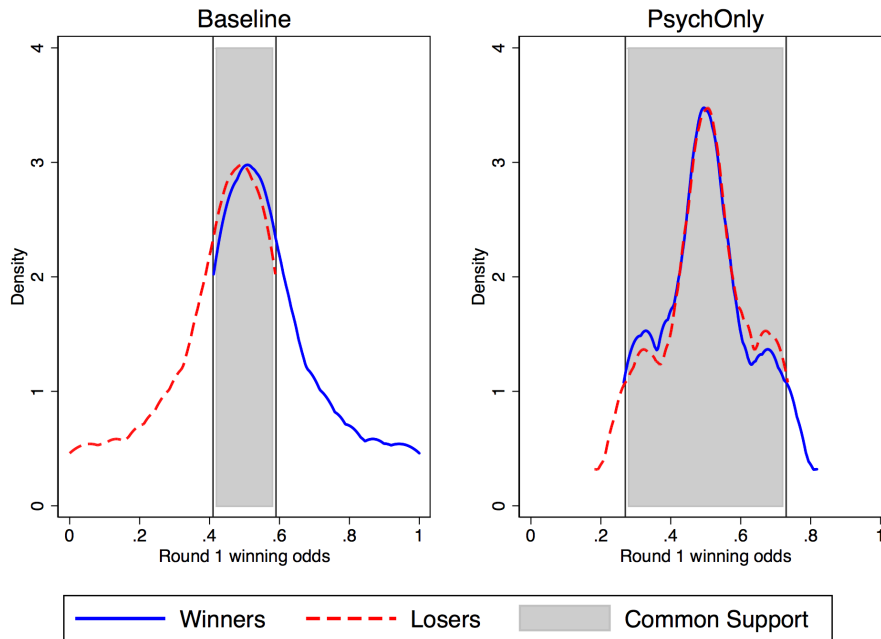 Baseline
PsychOnly
Density
4
3
2
1
0
0 .2 .4 .6 .8 1
Round 1 winning odds
Density
4
3
2
1
0
0 .2 .4 .6 .8 1
Round 1 winning odds
Winners Losers Common Support